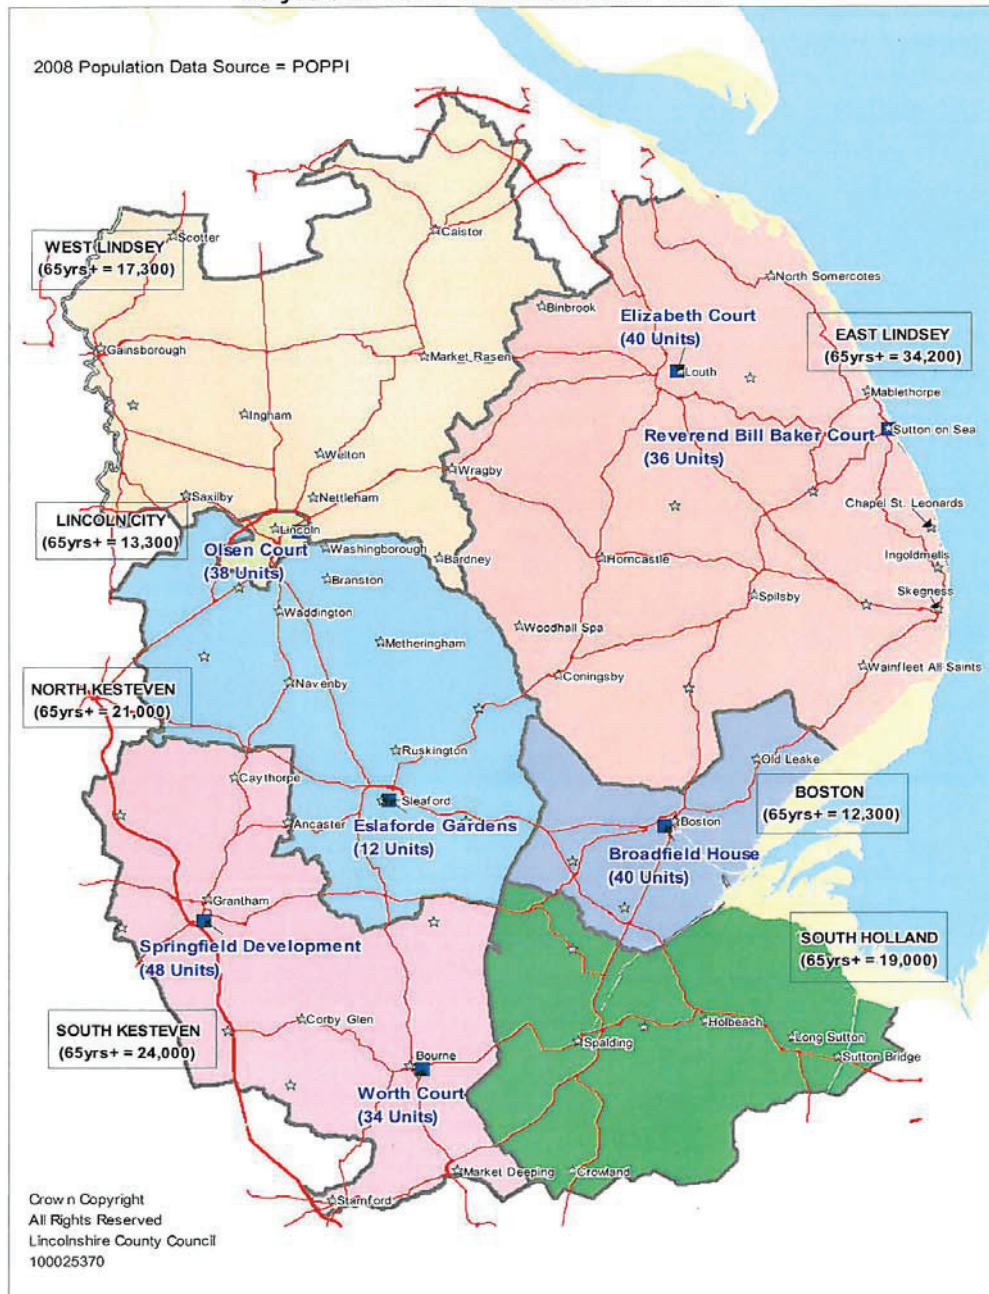 2008 Population Data Source = POPPI
WEST LINDSEY
(65yrs+ = 17,300)
Scotter
Caistor
North Somercotes
Binbrook
Elizabeth Court
(40 Units)
EAST LINDSEY
(65yrs+ = 34,200)
Gainsborough
Market Rasen
Louth
Mablethorpe
Ingham
Reverend Bill Baker Court
(36 Units)
Sutton on Sea
Welton
Wragby
Saxilby
Nettleham
Chapel St. Leonards
LINCOLN CITY
(65yrs+ = 13,300)
Lincoln
Olsen Court
(38 Units)
Washingborough
Bardney
Horncastle
Ingoldmells
Branston
Skegness
Waddington
Spilsby
Woodhall Spa
Metheringham
Wainfleet All Saints
NORTH KESTEVEN
(65yrs+ = 21,000)
Navenby
Coningsby
Ruskington
Old Leake
Caythorpe
BOSTON
(65yrs+ = 12,300)
Sleaford
Ancaster
Eslaforde Gardens
(12 Units)
Boston
Broadfield House
(40 Units)
Grantham
Springfield Development
(48 Units)
SOUTH HOLLAND
(65yrs+ = 19,000)
SOUTH KESTEVEN
(65yrs+ = 24,000)
Corby Glen
Holbeach
Long Sutton
Spalding
Sutton Bridge
Bourne
Worth Court
(34 Units)
Market Deeping
Crowland
Stamford
Crown Copyright
All Rights Reserved
Lincolnshire County Council
100025370